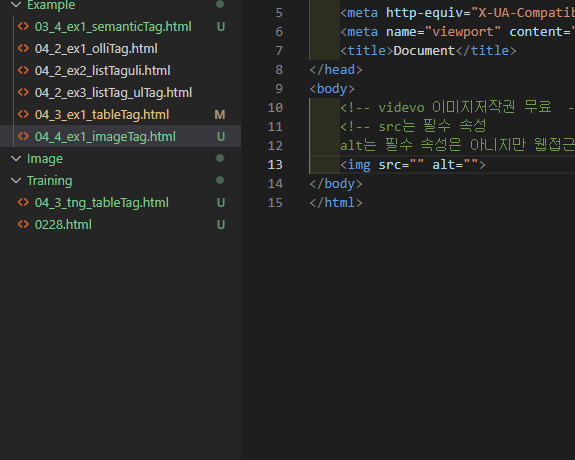 Example
03_4_ex1_semanticTag.html U
04_2_ex1_olliTag.html
04_2_ex2_listTaguli.html
04_2_ex3_listTag_ulTag.html
04_3_ex1_tableTag.html M
04_4_ex1_imageTag.html U
Image
Training
04_3_tng_tableTag.html U
0228.html U
5 <meta http-equiv="X-UA-Compatib
6 <meta name="viewport" content="
7 <title>Document</title>
8 </head>
9 <body>
10 <!-- videvo 이미지저작권 무료 -
11 <!-- src는 필수 속성
12 alt는 필수 속성은 아니지만 웹접근
13 <img src="" alt="">
14 </body>
15 </html>